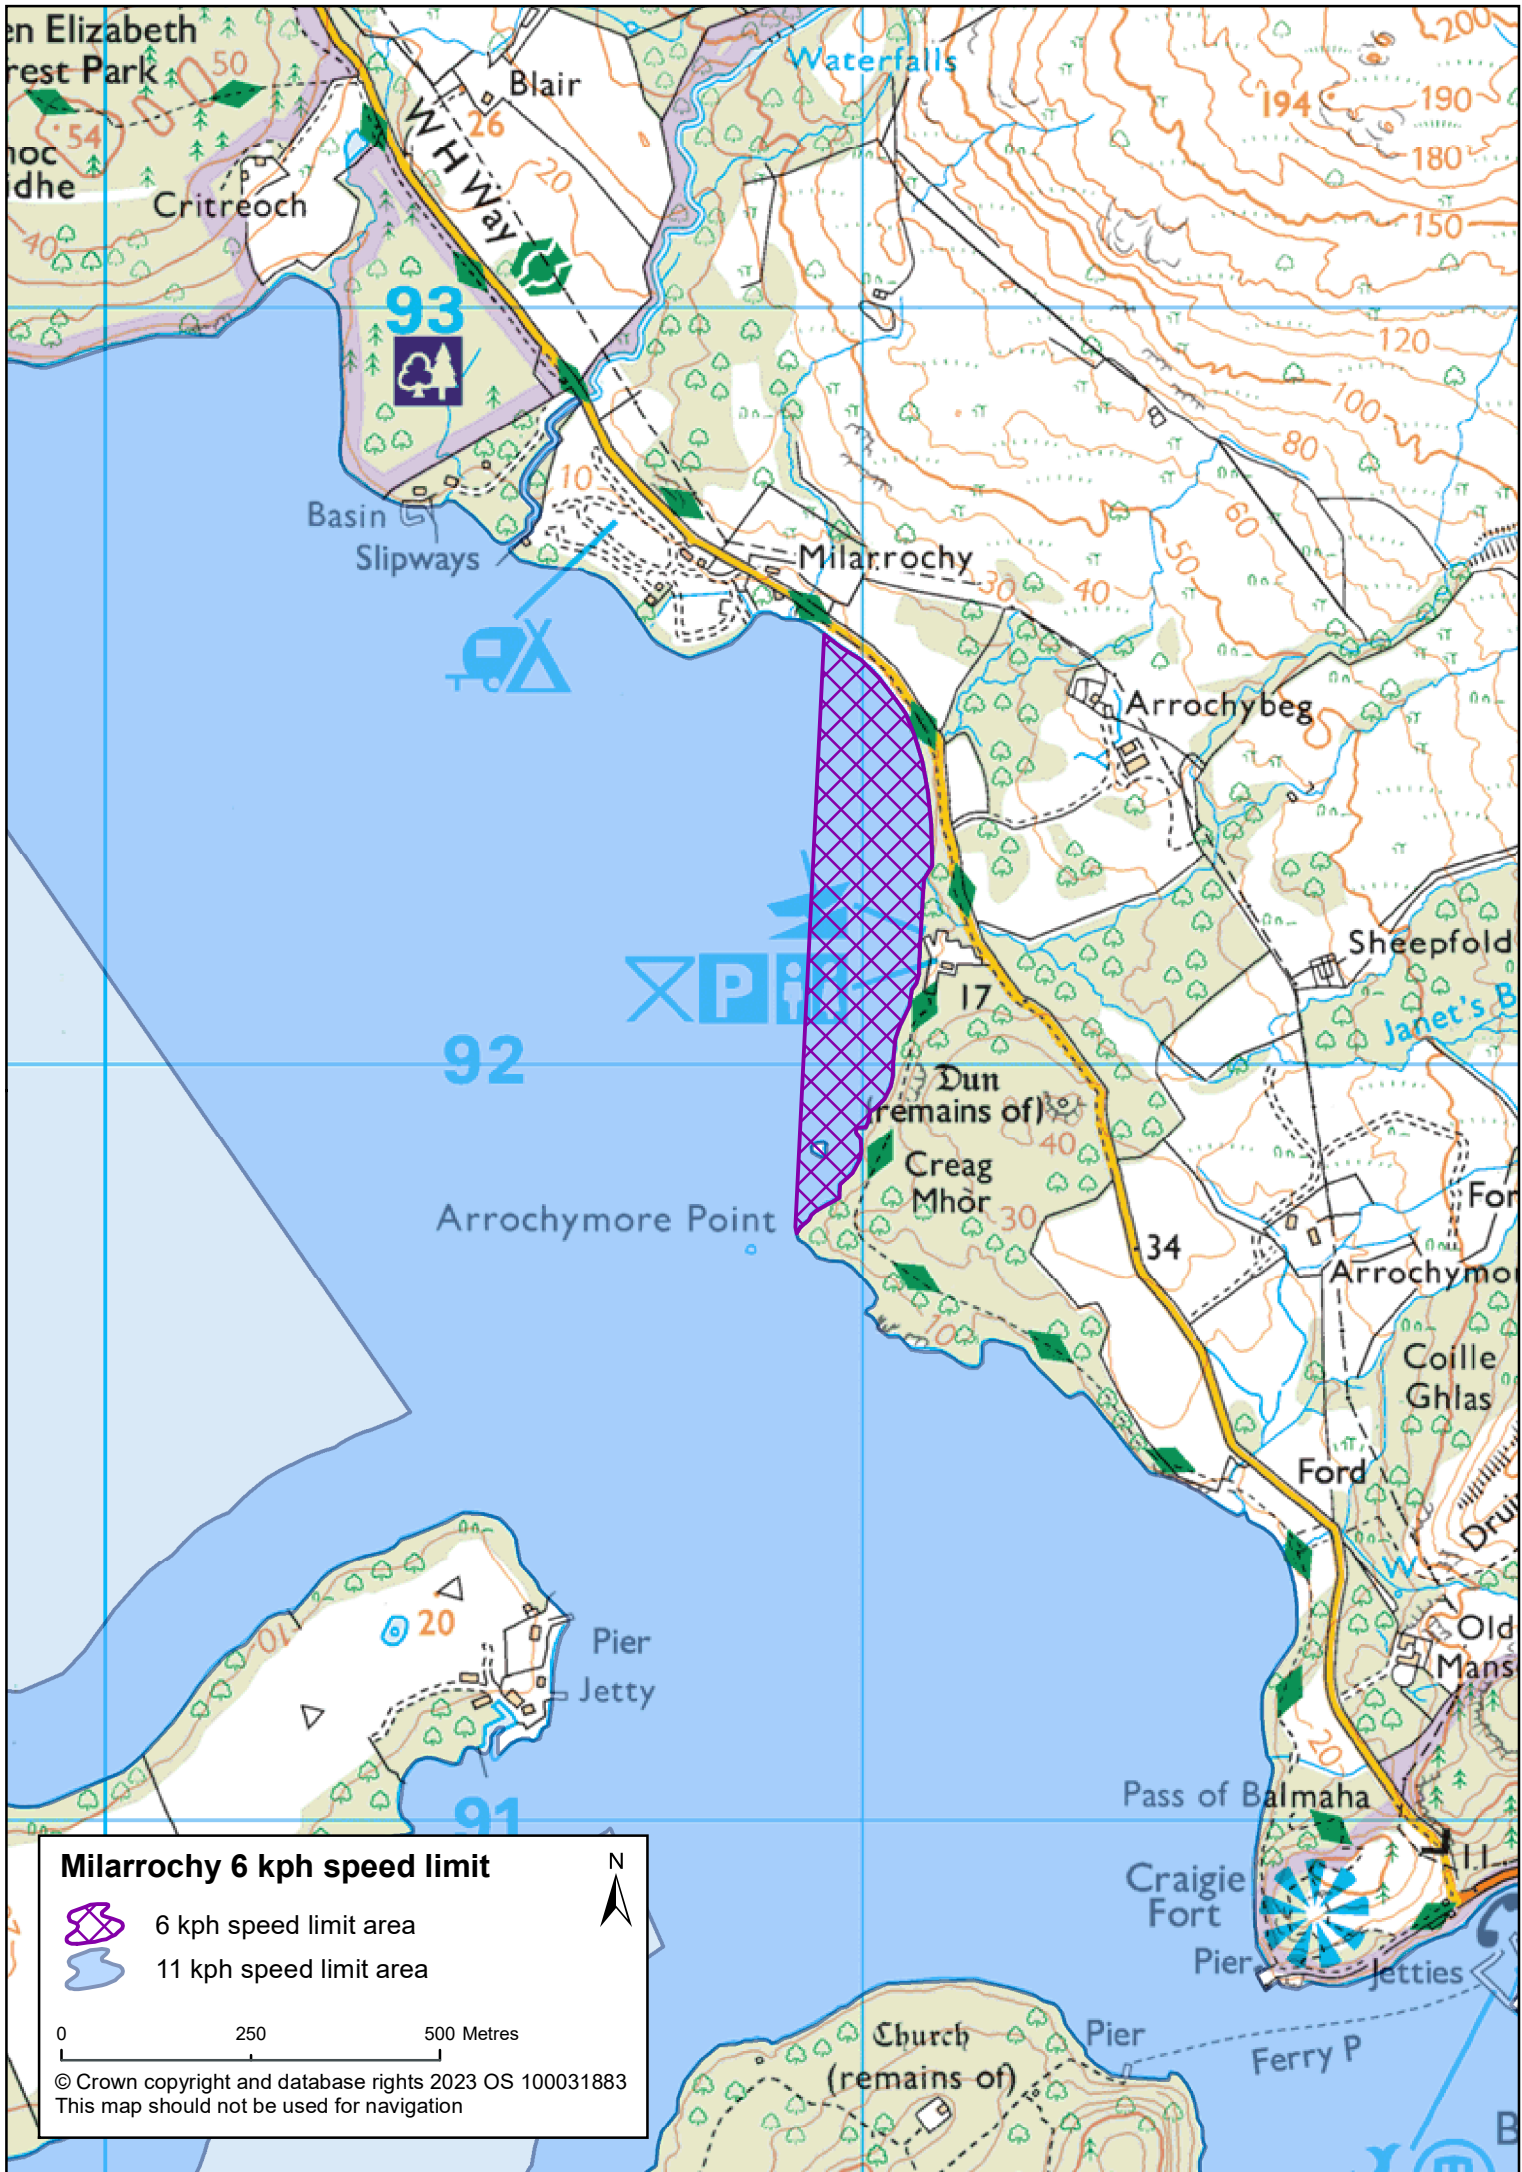 en Elizabeth
rest Park
50
54
idhe
40
Critreoch
Blair
26
20
W H Way
Waterfalls
194
200
190
180
150
120
100
80
60
50
40
30
93
10
Basin
Slipways
Milarrochy
Arrochybeg
Sheepfold
Janet's B
P
17
92
Dun
(remains of)
40
Creag
Mhòr
30
Arrochymore Point
10
34
For
Arrochymo
Coille
Ghlas
Ford
Drui
W
Old
Mans
20
10
20
Pier
Jetty
91
Pass of Balmaha
11
Craigie
Fort
Pier
Jetties
Church
(remains of)
Pier
Ferry P
B
Milarrochy 6 kph speed limit
N
6 kph speed limit area
11 kph speed limit area
0 250 500 Metres
© Crown copyright and database rights 2023 OS 100031883
This map should not be used for navigation